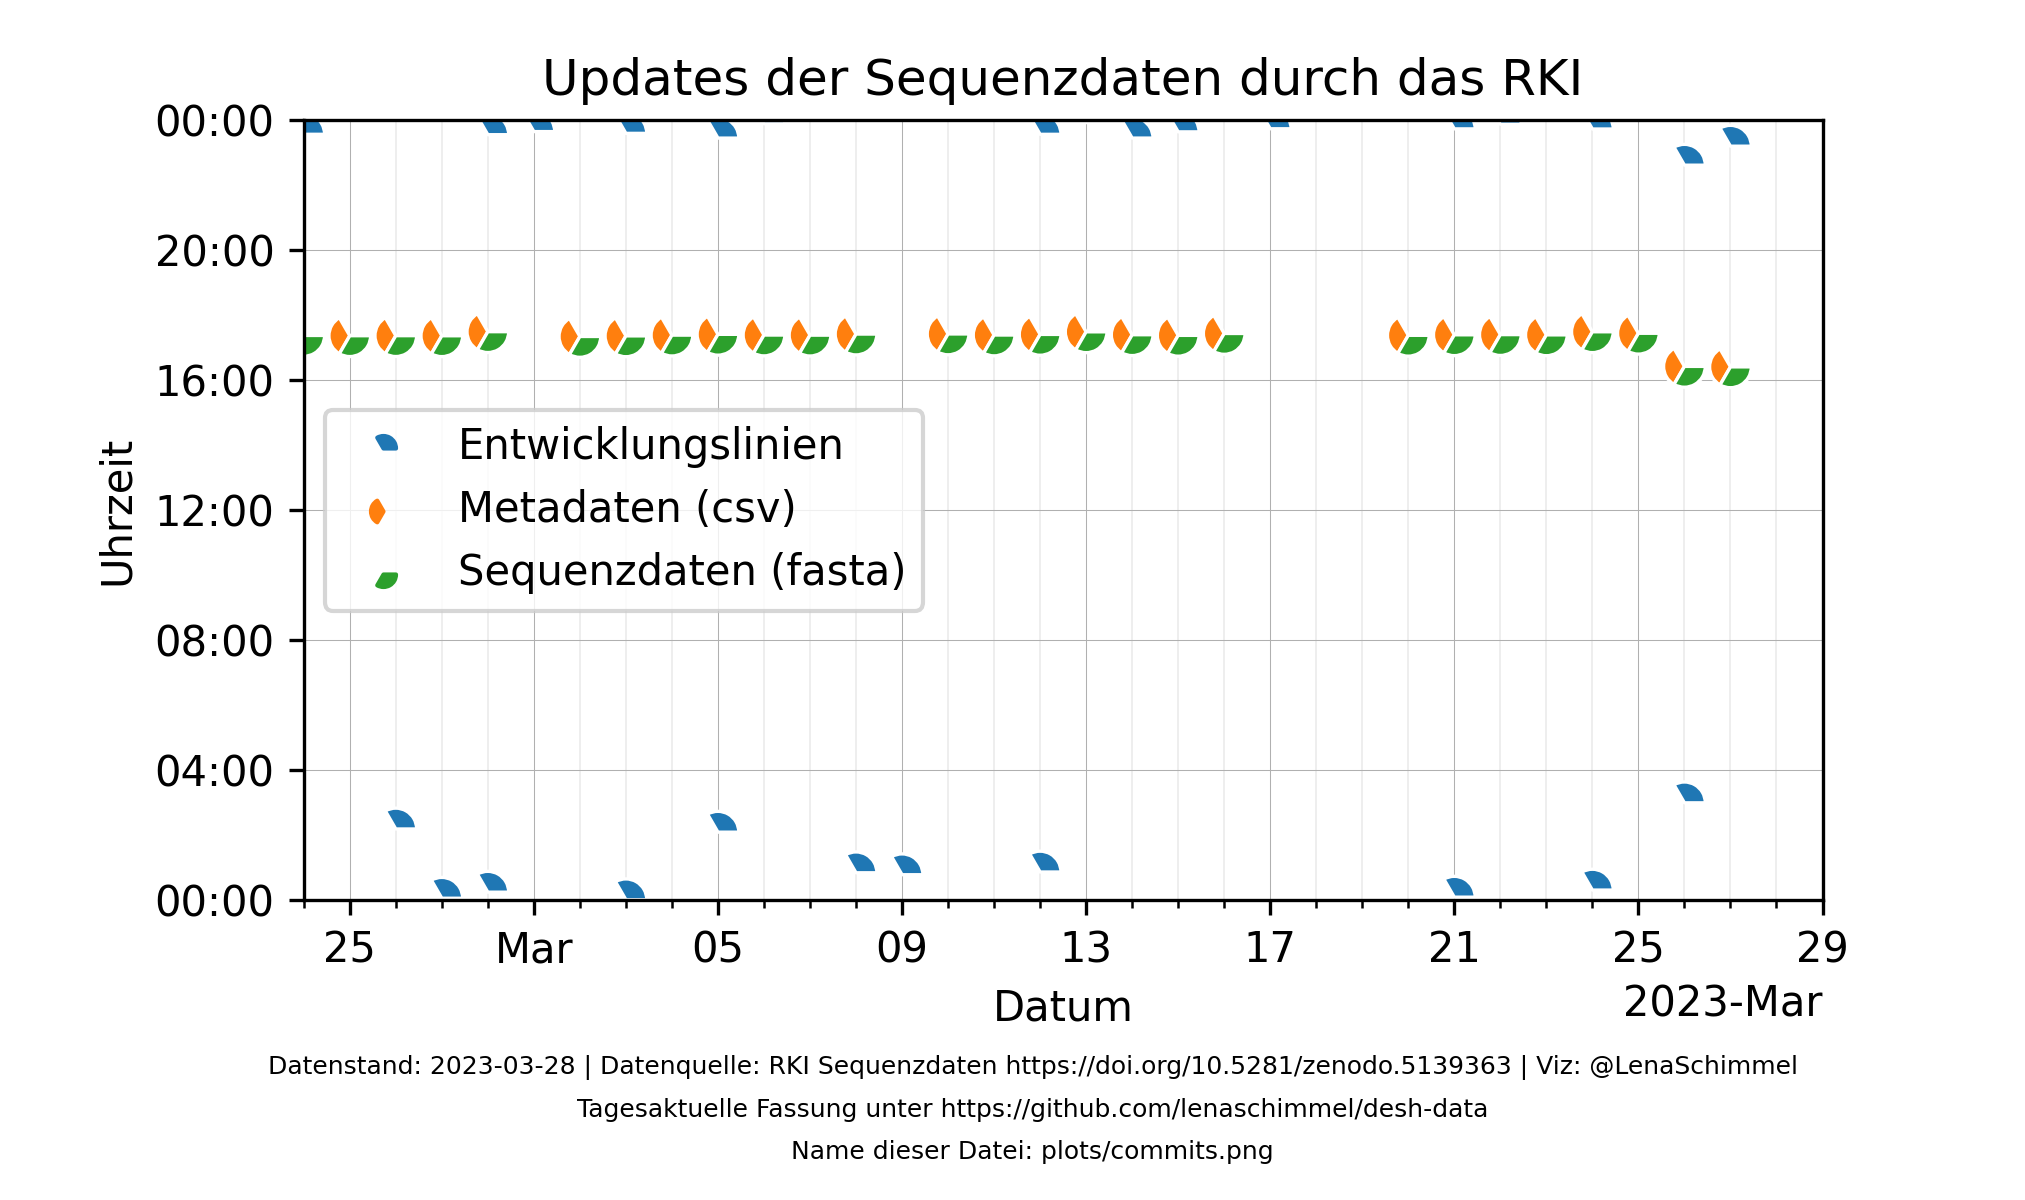 Updates der Sequenzdaten durch das RKI
00:00
20:00
16:00
12:00
08:00
04:00
00:00
Uhrzeit
Entwicklungslinien
Metadaten (csv)
Sequenzdaten (fasta)
25 Mar 05 09 13 17 21 25 29
2023-Mar
Datum
Datenstand: 2023-03-28 | Datenquelle: RKI Sequenzdaten https://doi.org/10.5281/zenodo.5139363 | Viz: @LenaSchimmel
Tagesaktuelle Fassung unter https://github.com/lenaschimmel/desh-data
Name dieser Datei: plots/commits.png